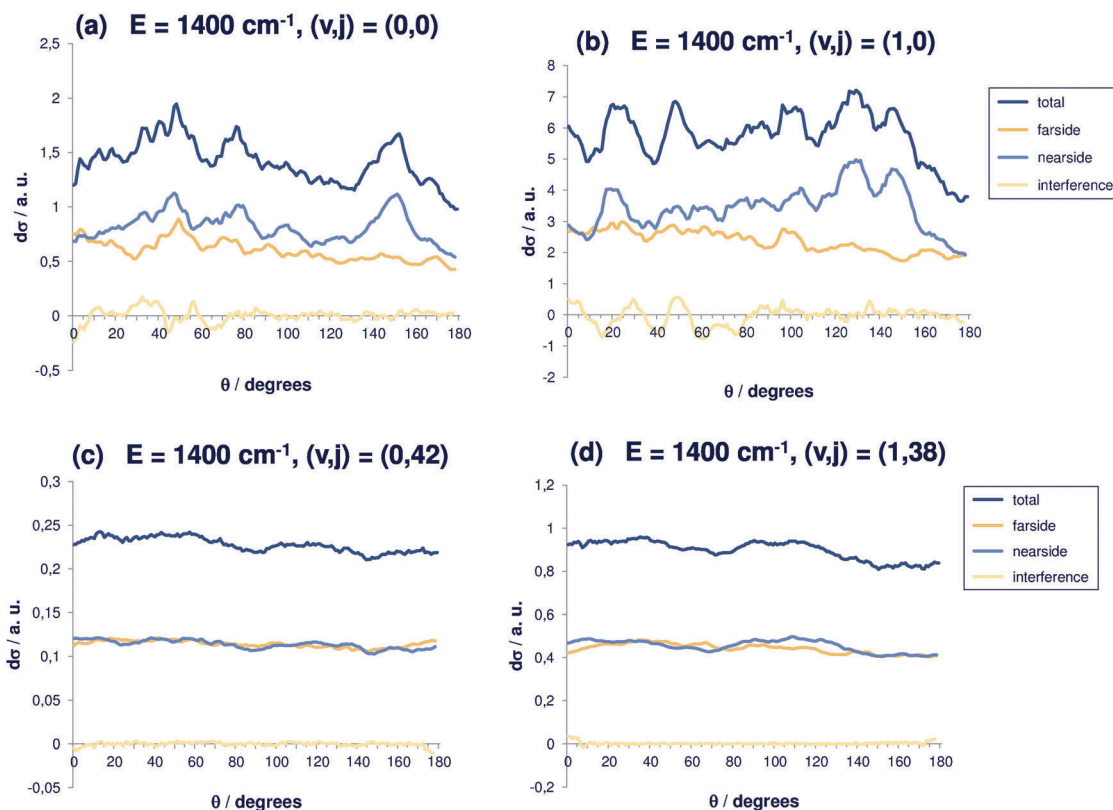 (a) E = 1400 cm⁻¹, (v,j) = (0,0)
2,5
2
1,5
1
0,5
0
-0,5
dσ / a. u.
0 20 40 60 80 100 120 140 160 180
θ / degrees
(b) E = 1400 cm⁻¹, (v,j) = (1,0)
8
7
6
5
4
3
2
1
0
-1
-2
dσ / a. u.
0 20 40 60 80 100 120 140 160 180
θ / degrees
total
farside
nearside
interference
(c) E = 1400 cm⁻¹, (v,j) = (0,42)
0,3
0,25
0,2
0,15
0,1
0,05
0
-0,05
dσ / a. u.
0 20 40 60 80 100 120 140 160 180
θ / degrees
(d) E = 1400 cm⁻¹, (v,j) = (1,38)
1,2
1
0,8
0,6
0,4
0,2
0
-0,2
dσ / a. u.
0 20 40 60 80 100 120 140 160 180
θ / degrees
total
farside
nearside
interference